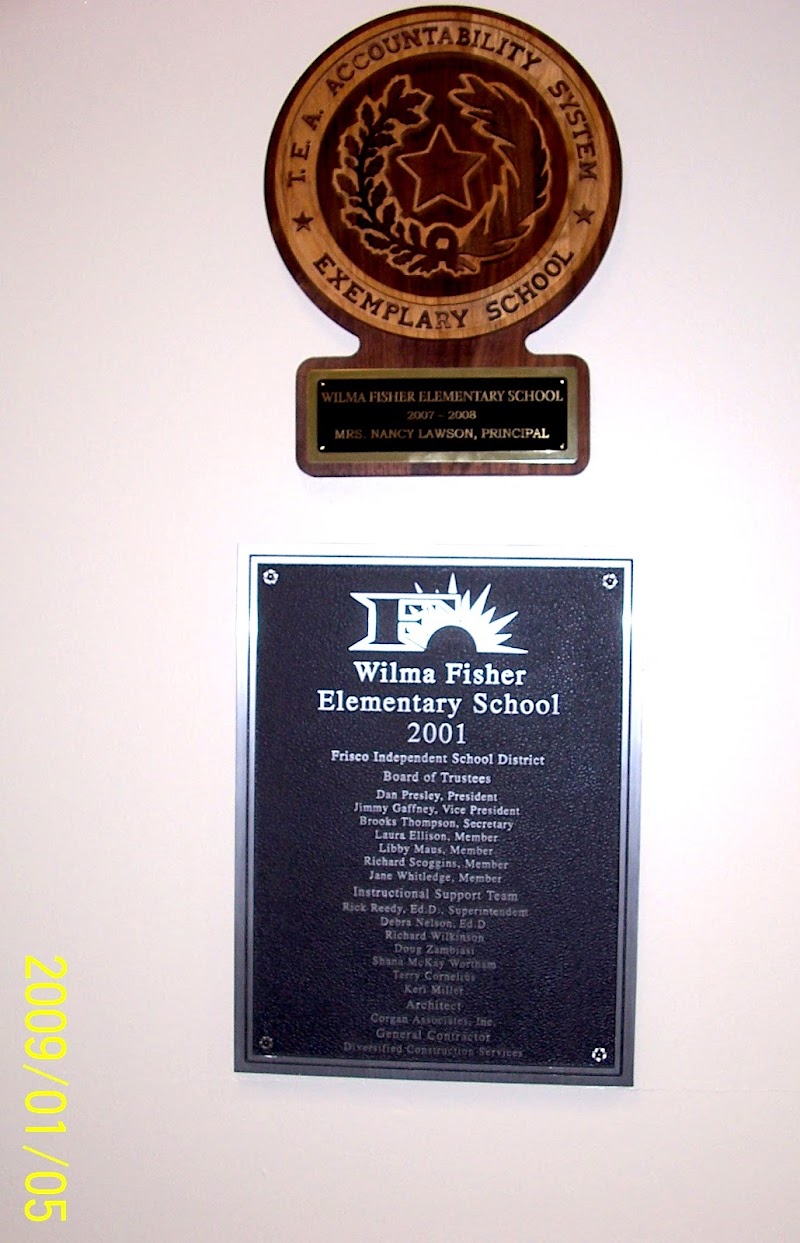 T. E. A. ACCOUNTABILITY SYSTEM
EXEMPLARY SCHOOL
WILMA FISHER ELEMENTARY SCHOOL
2007 - 2008
MRS. NANCY LAWSON, PRINCIPAL
F
Wilma Fisher
Elementary School
2001
Frisco Independent School District
Board of Trustees
Dan Presley, President
Jimmy Gaffney, Vice President
Brooks Thompson, Secretary
Laura Ellison, Member
Libby Maus, Member
Richard Scoggins, Member
Jane Whitledge, Member
Instructional Support Team
Rick Reedy, Ed.D., Superintendent
Debra Nelson, Ed.D.
Richard Wilkinson
Doug Zambiasi
Shana McKay Wortham
Terry Cornelius
Keri Miller
Architect
Corgan Associates, Inc.
General Contractor
Diversified Construction Services
2009/01/05